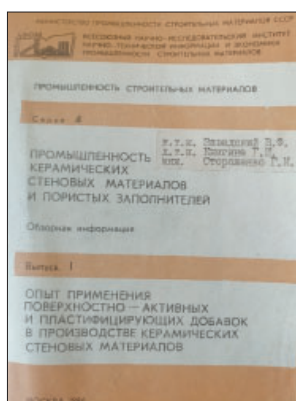 МИНИСТЕРСТВО ПРОМЫШЛЕННОСТИ СТРОИТЕЛЬНЫХ МАТЕРИАЛОВ СССР
ВСЕСОЮЗНЫЙ НАУЧНО-ИССЛЕДОВАТЕЛЬСКИЙ ИНСТИТУТ
НАУЧНО-ТЕХНИЧЕСКОЙ ИНФОРМАЦИИ И ЭКОНОМИКИ
ПРОМЫШЛЕННОСТИ СТРОИТЕЛЬНЫХ МАТЕРИАЛОВ
ПРОМЫШЛЕННОСТЬ СТРОИТЕЛЬНЫХ МАТЕРИАЛОВ
Серия 4
к.т.н. В.Ф.
ПРОМЫШЛЕННОСТЬ
КЕРАМИЧЕСКИХ
СТЕНОВЫХ МАТЕРИАЛОВ
И ПОРИСТЫХ ЗАПОЛНИТЕЛЕЙ
Стороженко Г.И.
Обзорная информация
Выпуск 1
ОПЫТ ПРИМЕНЕНИЯ
ПОВЕРХНОСТНО — АКТИВНЫХ
И ПЛАСТИФИЦИРУЮЩИХ ДОБАВОК
В ПРОИЗВОДСТВЕ КЕРАМИЧЕСКИХ
СТЕНОВЫХ МАТЕРИАЛОВ
МОСКВА